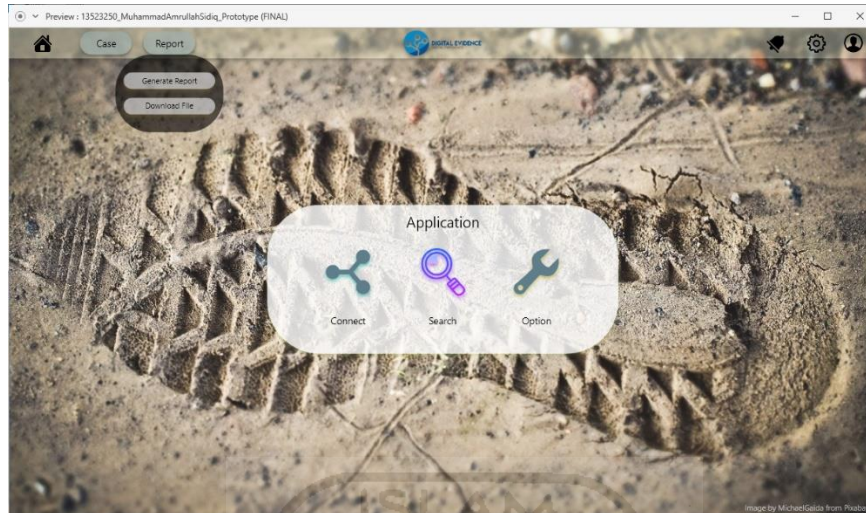 Preview : 13523250_MuhammadAmrullahSidiq_Prototype (FINAL)
Case
Report
DIGITAL EVIDENCE
Generate Report
Download File
Application
Connect
Search
Option
ISLAM
Image by MichaelGaida from Pixabay